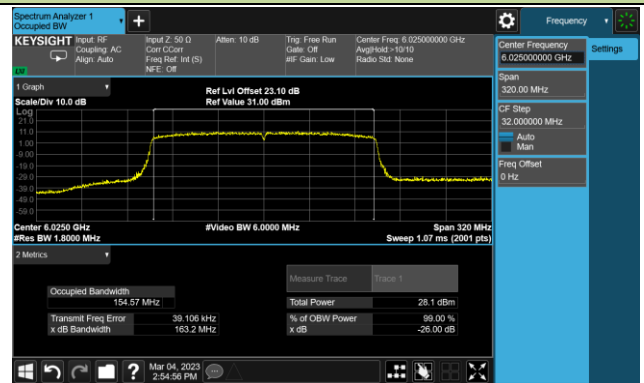 Spectrum Analyzer 1
Occupied BW
+
Frequency
KEYSIGHT
Input: RF
Coupling: AC
Align: Auto
Input Z: 50 Ω
Corr CCorr
Freq Ref: Int (S)
NFE: Off
Atten: 10 dB
Trig: Free Run
Gate: Off
#IF Gain: Low
Center Freq: 6.025000000 GHz
Avg|Hold:>10/10
Radio Std: None
Center Frequency
6.025000000 GHz
Settings
Span
320.00 MHz
CF Step
32.000000 MHz
Auto
Man
Freq Offset
0 Hz
1 Graph
Scale/Div 10.0 dB
Ref Lvl Offset 23.10 dB
Ref Value 31.00 dBm
Log
21.0
11.0
1.00
-9.00
-19.0
-29.0
-39.0
-49.0
-59.0
Center 6.0250 GHz
#Video BW 6.0000 MHz
Span 320 MHz
#Res BW 1.8000 MHz
Sweep 1.07 ms (2001 pts)
2 Metrics
Measure Trace
Trace 1
Occupied Bandwidth
154.57 MHz
Total Power
28.1 dBm
Transmit Freq Error
39.106 kHz
% of OBW Power
99.00 %
x dB Bandwidth
163.2 MHz
x dB
-26.00 dB
?
Mar 04, 2023
2:54:56 PM